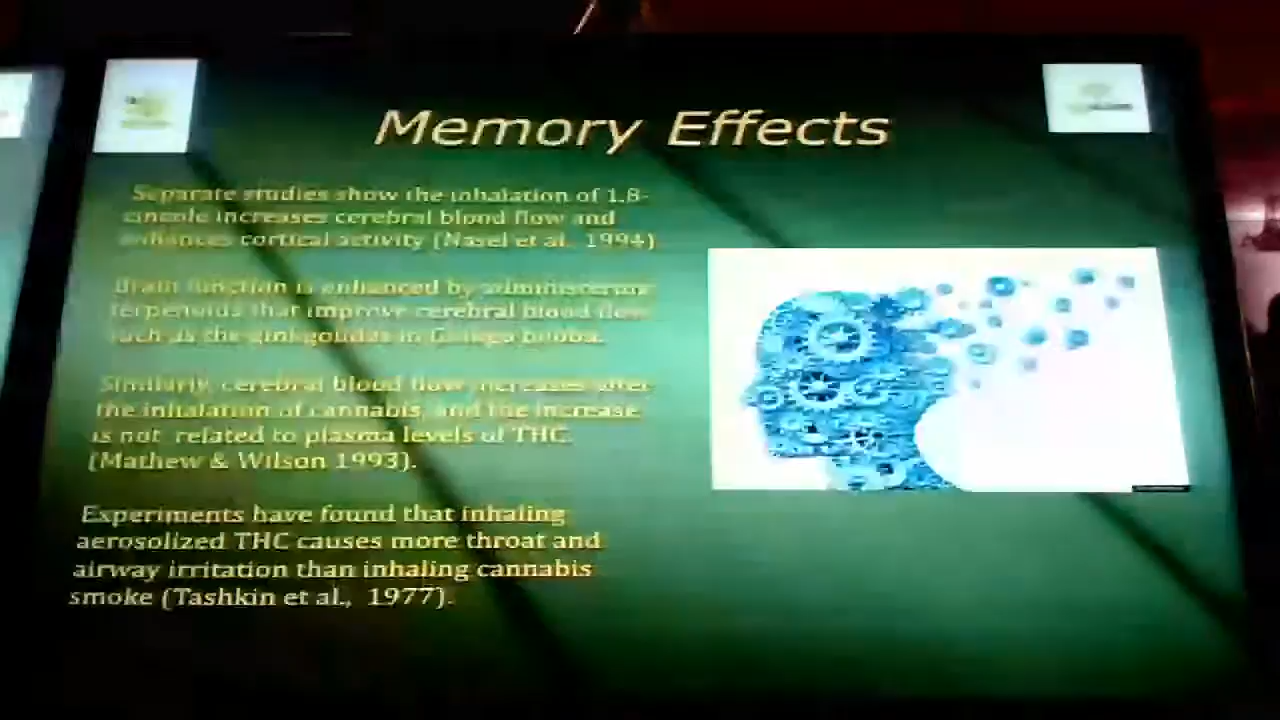 Memory Effects
Separate studies show the inhalation of 1,8-
cineole increases cerebral blood flow and
enhances cortical activity (Nasel et al., 1994)
Brain function is enhanced by administering
terpenoids that improve cerebral blood flow
such as the ginkgolides in Ginkgo
Similarly, cerebral blood flow increases after
the inhalation of cannabis, and the increase
is not related to plasma levels of THC.
(Mathew & Wilson 1993).
Experiments have found that inhaling
aerosolized THC causes more throat and
airway irritation than inhaling cannabis
smoke (Tashkin et al., 1977).